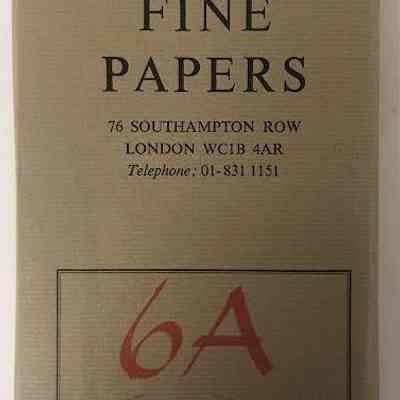 FINE
PAPERS
76 SOUTHAMPTON ROW
LONDON WC1B 4AR
Telephone: 01-831 1151
6A